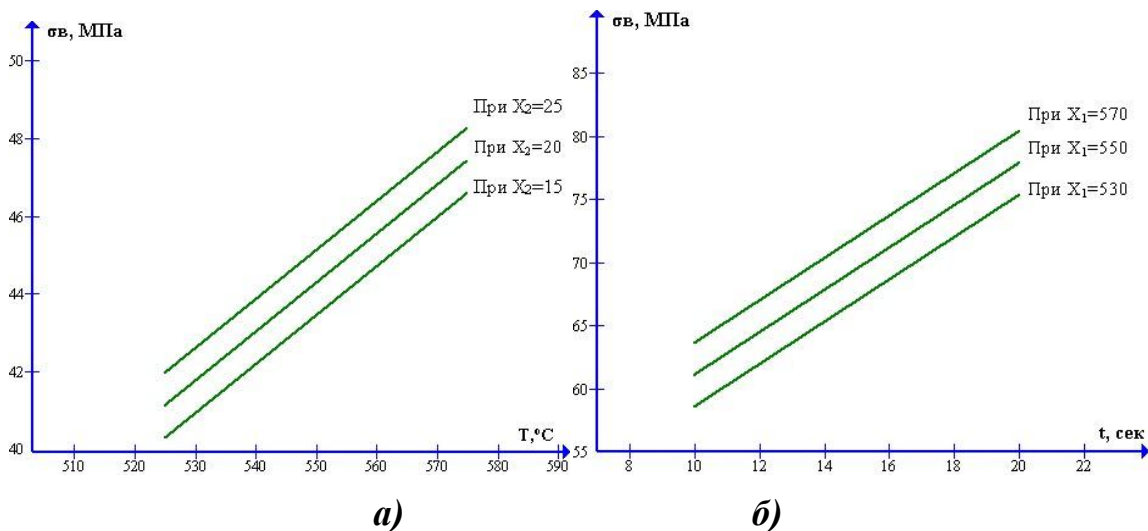 σв, МПа
50
48
46
44
42
40
510
520
530
540
550
560
570
580
590
T,ºC
При X₂=25
При X₂=20
При X₂=15
а)
σв, МПа
85
80
75
70
65
60
55
8
10
12
14
16
18
20
22
t, сек
При X₁=570
При X₁=550
При X₁=530
б)